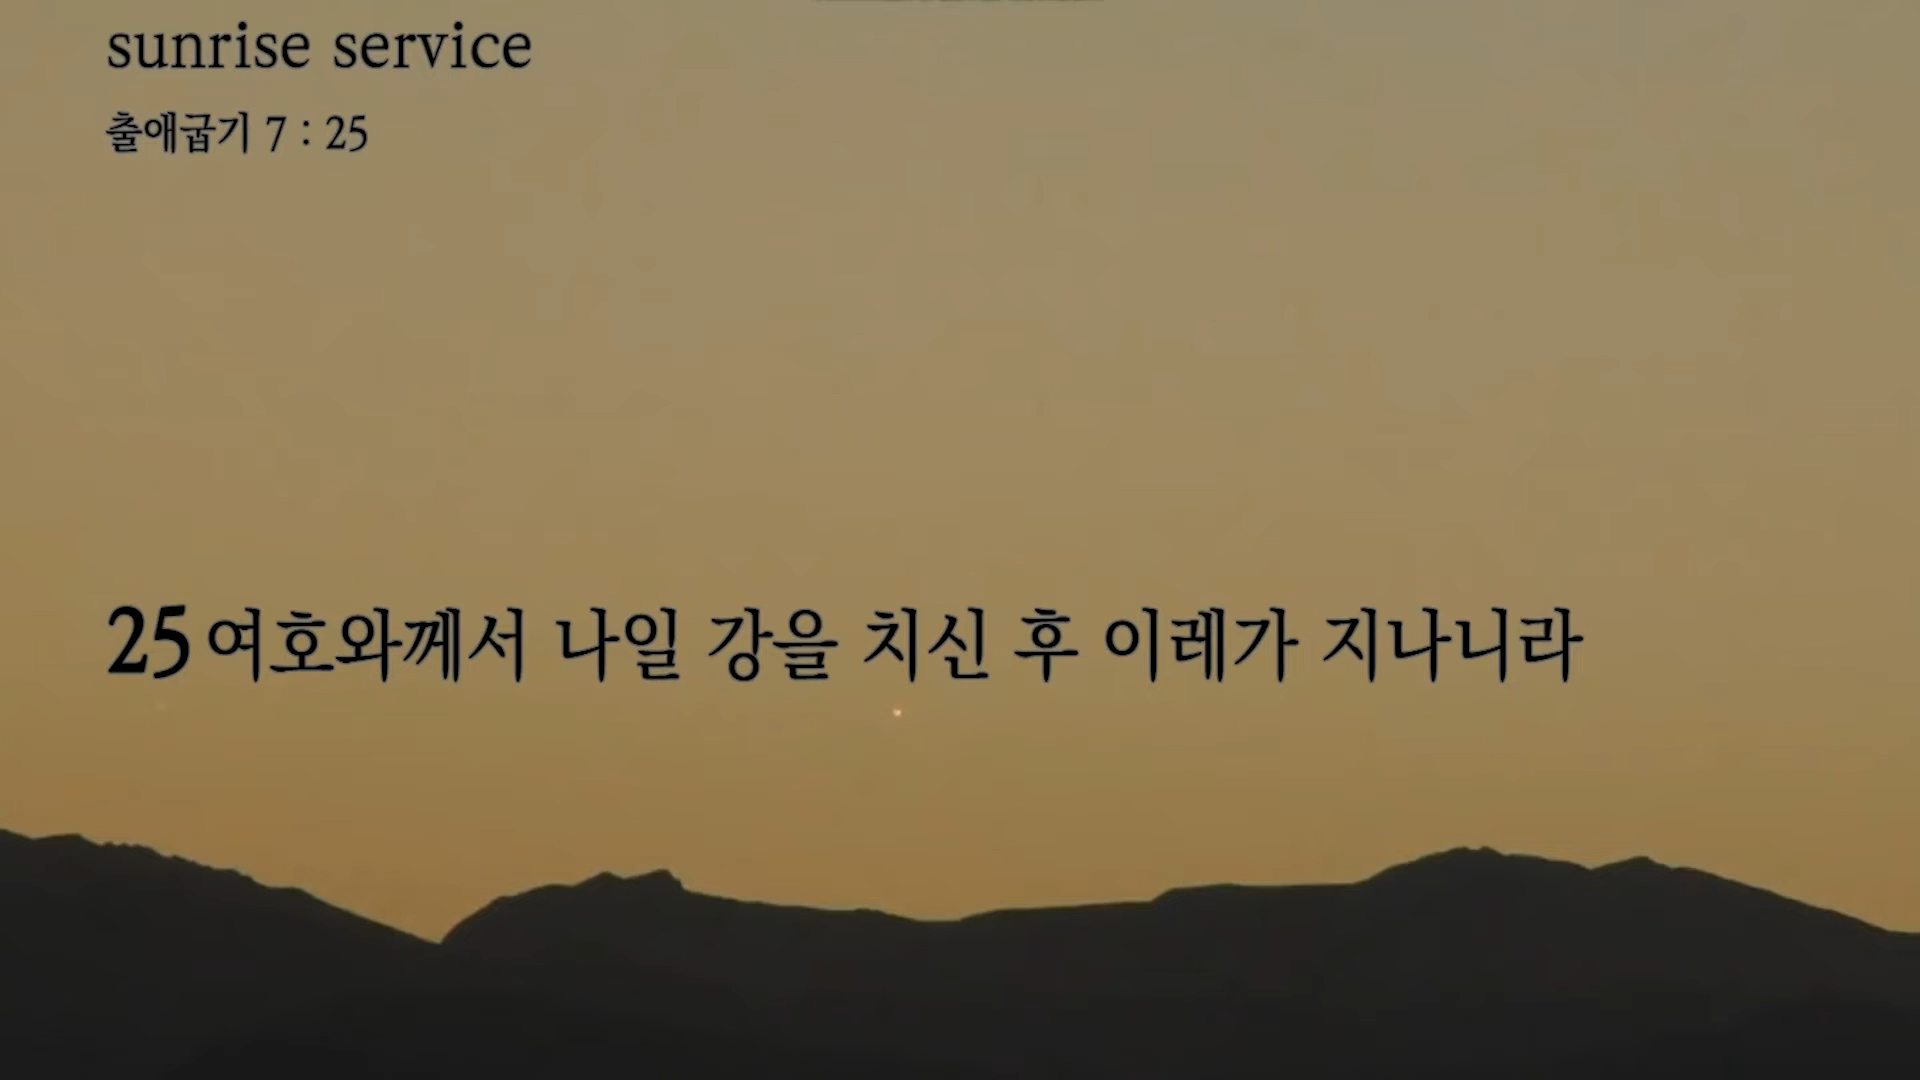 sunrise service
출애굽기 7 : 25
25 여호와께서 나일 강을 치신 후 이레가 지나니라